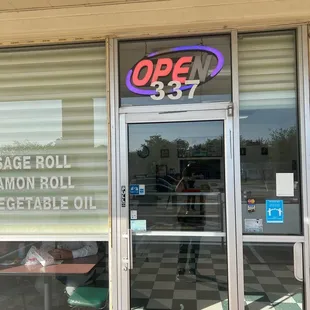 OPEN
337
SAGE ROLL
AMON ROLL
EGETABLE OIL